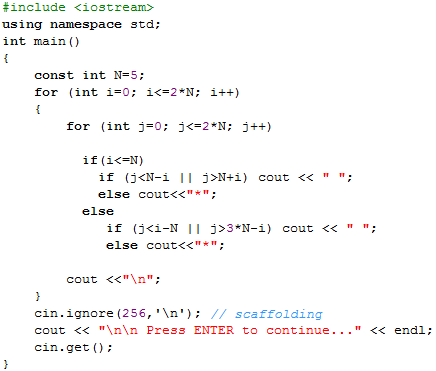 #include <iostream>
using namespace std;
int main()
{
    const int N=5;
    for (int i=0; i<=2*N; i++)
    {
        for (int j=0; j<=2*N; j++)

          if(i<=N)
            if (j<N-i || j>N+i) cout << " ";
            else cout<<"*";
          else
             if (j<i-N || j>3*N-i) cout << " ";
             else cout<<"*";

        cout <<"\n";
    }
    cin.ignore(256,'\n'); // scaffolding
    cout << "\n\n Press ENTER to continue..." << endl;
    cin.get();
}